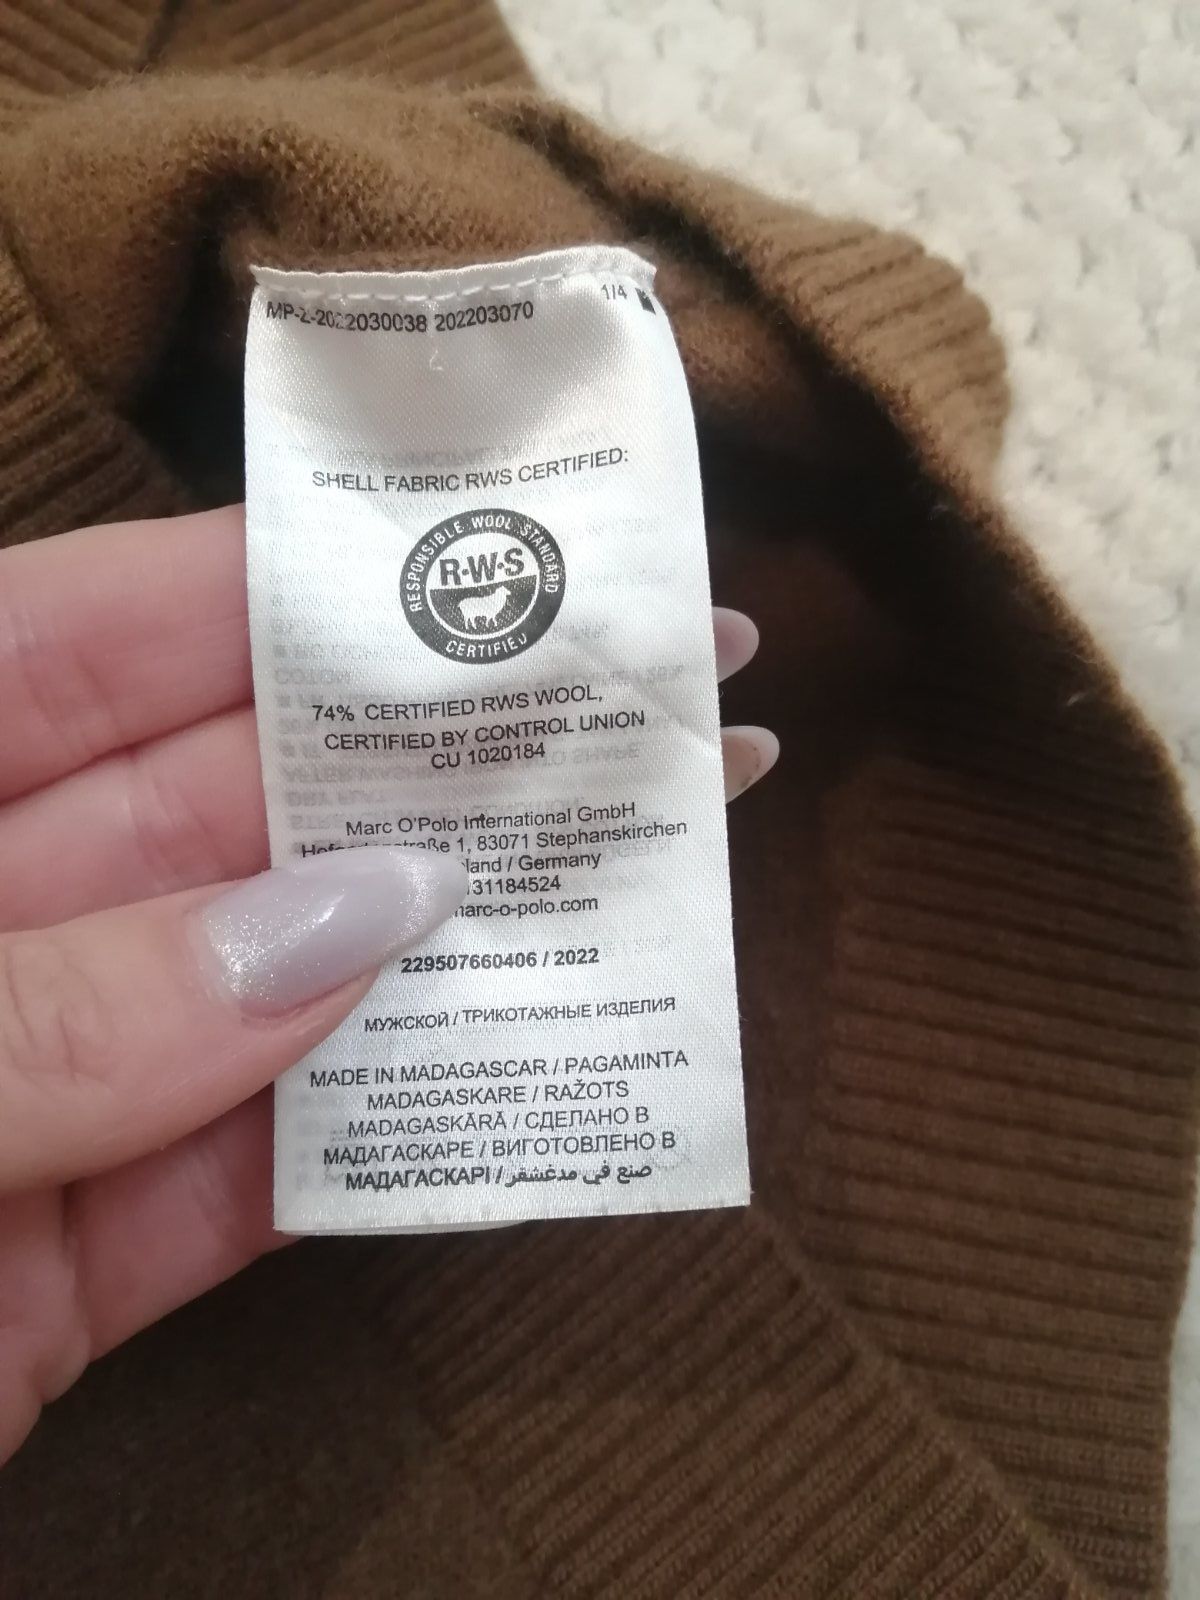 MP-2-2022030038 202203070 1/4
SHELL FABRIC RWS CERTIFIED:
RESPONSIBLE WOOL STANDARD
R·W·S
CERTIFIED
74% CERTIFIED RWS WOOL,
CERTIFIED BY CONTROL UNION
CU 1020184
Marc O'Polo International GmbH
1, 83071 Stephanskirchen
/ Germany
31184524
marc-o-polo.com
229507660406 / 2022
МУЖСКОЙ / ТРИКОТАЖНЫЕ ИЗДЕЛИЯ
MADE IN MADAGASCAR / PAGAMINTA
MADAGASKARE / RAŽOTS
MADAGASKĀRĀ / СДЕЛАНО В
МАДАГАСКАРЕ / ВИГОТОВЛЕНО В
МАДАГАСКАРІ / صنع في مدغشقر